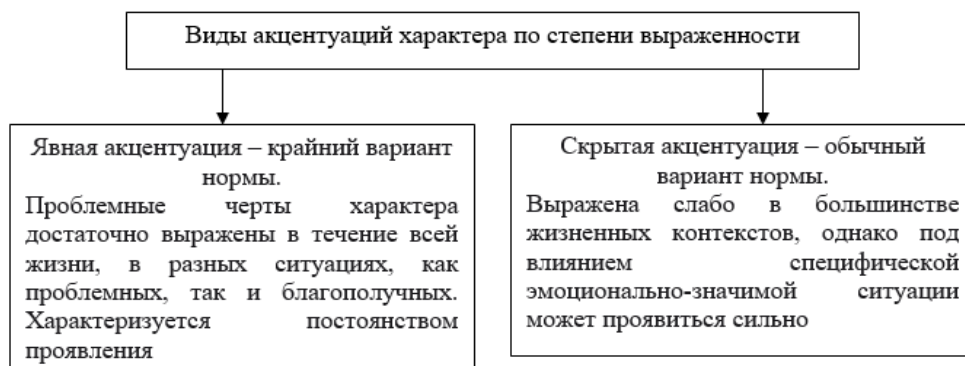 Виды акцентуаций характера по степени выраженности
Явная акцентуация – крайний вариант
нормы.
Проблемные черты характера
достаточно выражены в течение всей
жизни, в разных ситуациях, как
проблемных, так и благополучных.
Характеризуется постоянством
проявления
Скрытая акцентуация – обычный
вариант нормы.
Выражена слабо в большинстве
жизненных контекстов, однако под
влиянием специфической
эмоционально-значимой ситуации
может проявиться сильно